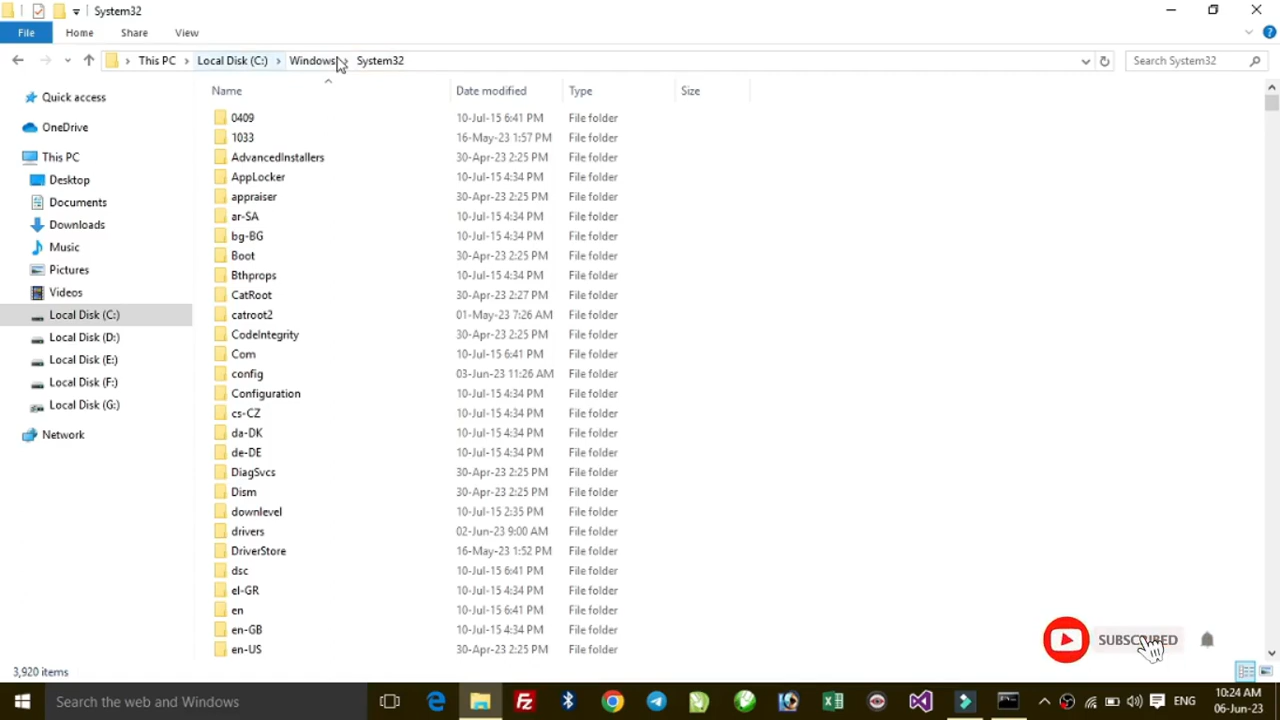 System32
File Home Share View
This PC Local Disk (C:) Windows System32 Search System32
Name Date modified Type Size
Quick access
OneDrive
This PC
Desktop
Documents
Downloads
Music
Pictures
Videos
Local Disk (C:)
Local Disk (D:)
Local Disk (E:)
Local Disk (F:)
Local Disk (G:)
Network
0409 10-Jul-15 6:41 PM File folder
1033 16-May-23 1:57 PM File folder
AdvancedInstallers 30-Apr-23 2:25 PM File folder
AppLocker 10-Jul-15 4:34 PM File folder
appraiser 30-Apr-23 2:25 PM File folder
ar-SA 10-Jul-15 4:34 PM File folder
bg-BG 10-Jul-15 4:34 PM File folder
Boot 30-Apr-23 2:25 PM File folder
Bthprops 10-Jul-15 4:34 PM File folder
CatRoot 30-Apr-23 2:27 PM File folder
catroot2 01-May-23 7:26 AM File folder
CodeIntegrity 30-Apr-23 2:25 PM File folder
Com 10-Jul-15 6:41 PM File folder
config 03-Jun-23 11:26 AM File folder
Configuration 10-Jul-15 4:34 PM File folder
cs-CZ 10-Jul-15 4:34 PM File folder
da-DK 10-Jul-15 4:34 PM File folder
de-DE 10-Jul-15 4:34 PM File folder
DiagSvcs 30-Apr-23 2:25 PM File folder
Dism 30-Apr-23 2:25 PM File folder
downlevel 10-Jul-15 2:35 PM File folder
drivers 02-Jun-23 9:00 AM File folder
DriverStore 16-May-23 1:52 PM File folder
dsc 10-Jul-15 6:41 PM File folder
el-GR 10-Jul-15 4:34 PM File folder
en 10-Jul-15 6:41 PM File folder
en-GB 10-Jul-15 4:34 PM File folder
en-US 30-Apr-23 2:25 PM File folder
SUBSCRIBED
3,920 items
Search the web and Windows
ENG
10:24 AM
06-Jun-23